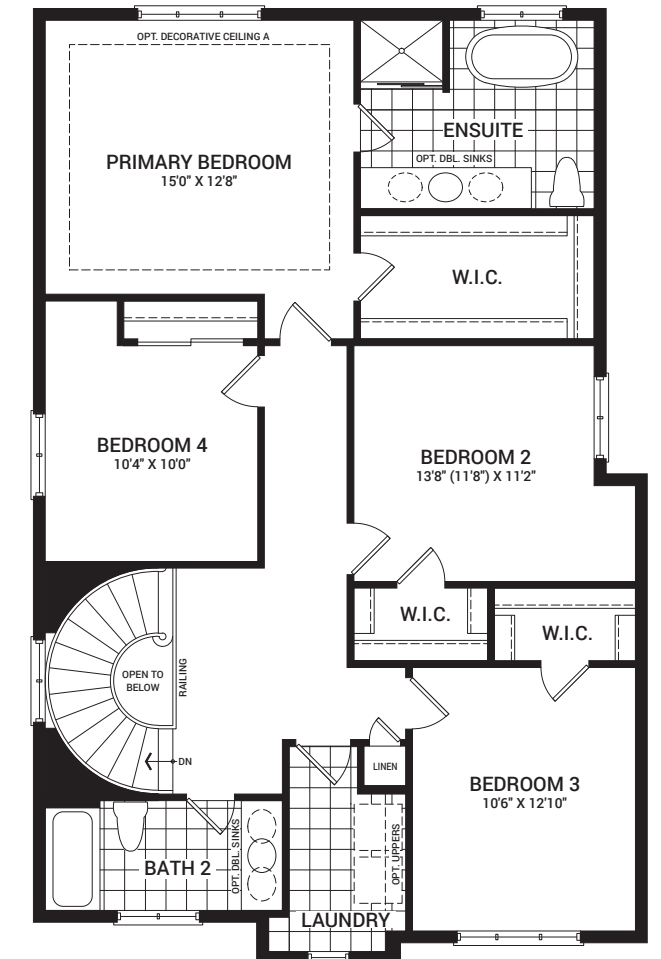 OPT. DECORATIVE CEILING A
PRIMARY BEDROOM
15'0" X 12'8"
ENSUITE
OPT. DBL. SINKS
W.I.C.
BEDROOM 4
10'4" X 10'0"
BEDROOM 2
13'8" (11'8") X 11'2"
W.I.C.
W.I.C.
OPEN TO
BELOW
RAILING
DN
LINEN
BEDROOM 3
10'6" X 12'10"
BATH 2
OPT. DBL. SINKS
OPT. UPPERS
LAUNDRY